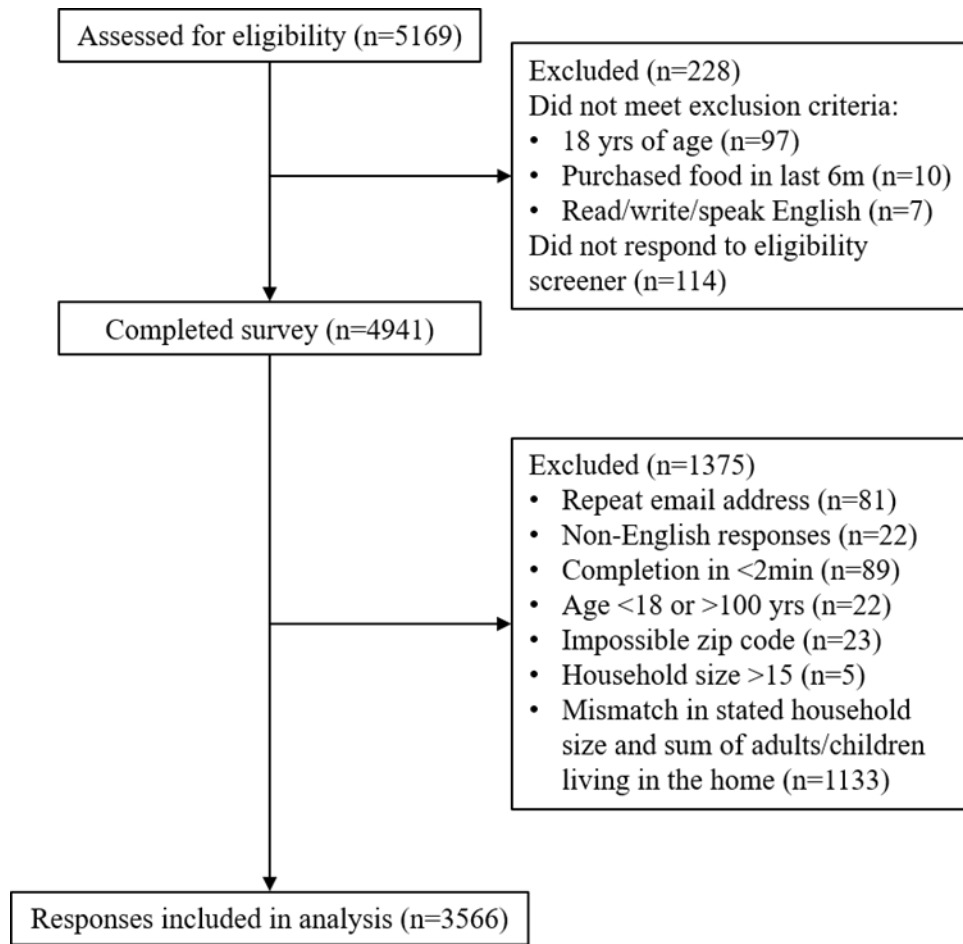 Assessed for eligibility (n=5169)
Excluded (n=228)
Did not meet exclusion criteria:
• 18 yrs of age (n=97)
• Purchased food in last 6m (n=10)
• Read/write/speak English (n=7)
Did not respond to eligibility
screener (n=114)
Completed survey (n=4941)
Excluded (n=1375)
• Repeat email address (n=81)
• Non-English responses (n=22)
• Completion in <2min (n=89)
• Age <18 or >100 yrs (n=22)
• Impossible zip code (n=23)
• Household size >15 (n=5)
• Mismatch in stated household
size and sum of adults/children
living in the home (n=1133)
Responses included in analysis (n=3566)